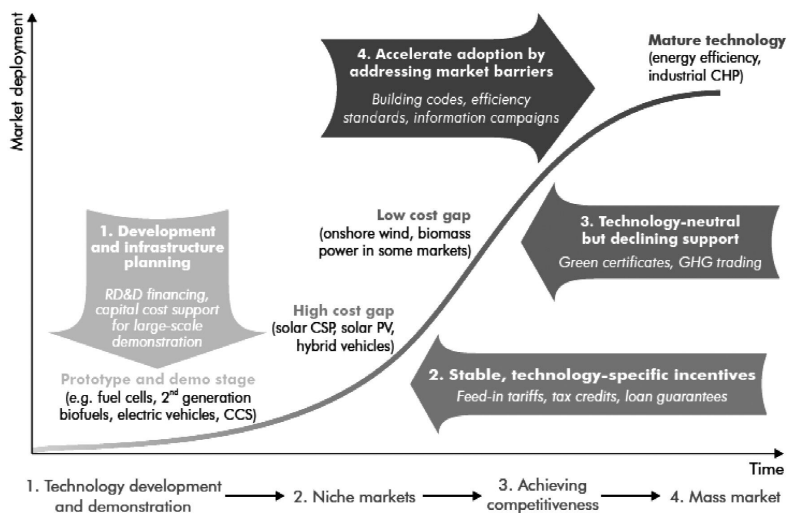 Market deployment
4. Accelerate adoption by
addressing market barriers
Building codes, efficiency
standards, information campaigns
Mature technology
(energy efficiency,
industrial CHP)
1. Development
and infrastructure
planning
RD&D financing,
capital cost support
for large-scale
demonstration
Low cost gap
(onshore wind, biomass
power in some markets)
3. Technology-neutral
but declining support
Green certificates, GHG trading
High cost gap
(solar CSP, solar PV,
hybrid vehicles)
Prototype and demo stage
(e.g. fuel cells, 2nd generation
biofuels, electric vehicles, CCS)
2. Stable, technology-specific incentives
Feed-in tariffs, tax credits, loan guarantees
Time
1. Technology development
and demonstration
2. Niche markets
3. Achieving
competitiveness
4. Mass market